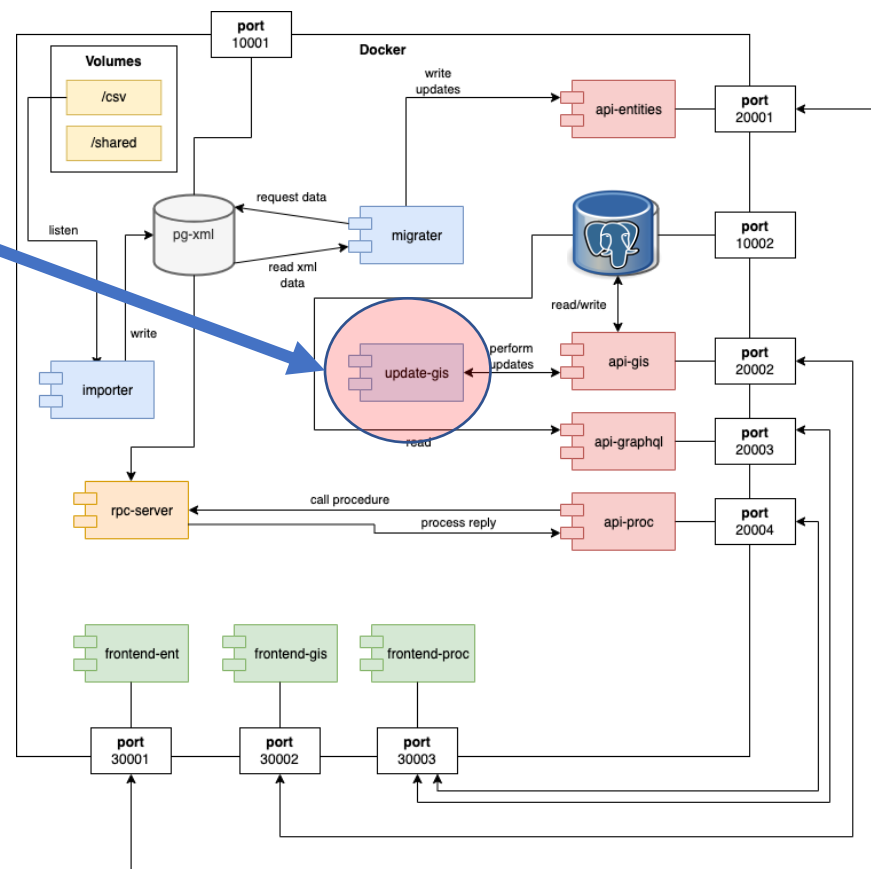 port
10001
Docker
Volumes
/csv
/shared
write
updates
api-entities
port
20001
request data
pg-xml
migrater
port
10002
listen
read xml
data
read/write
write
perform
updates
update-gis
api-gis
port
20002
importer
read
api-graphql
port
20003
call procedure
rpc-server
process reply
api-proc
port
20004
frontend-ent
frontend-gis
frontend-proc
port
30001
port
30002
port
30003